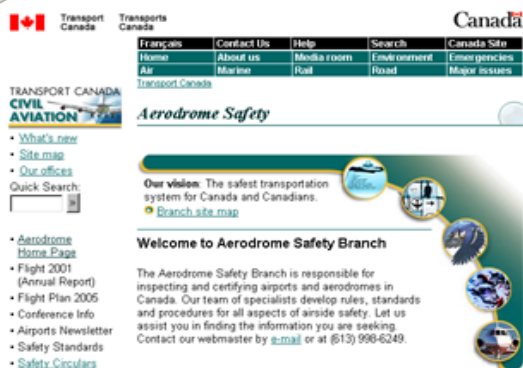 Transport Canada
Transports Canada
Canada
Français Contact Us Help Search Canada Site
Home About us Media room Environment Emergencies
Air Marine Rail Road Major issues
Transport Canada
TRANSPORT CANADA
CIVIL
AVIATION
Aerodrome Safety
• What's new
• Site map
• Our offices
Quick Search:
»
Our vision: The safest transportation
system for Canada and Canadians.
Branch site map
• Aerodrome
Home Page
• Flight 2001
(Annual Report)
• Flight Plan 2005
• Conference Info
• Airports Newsletter
• Safety Standards
• Safety Circulars
Welcome to Aerodrome Safety Branch
The Aerodrome Safety Branch is responsible for
inspecting and certifying airports and aerodromes in
Canada. Our team of specialists develop rules, standards
and procedures for all aspects of airside safety. Let us
assist you in finding the information you are seeking.
Contact our webmaster by e-mail or at (613) 998-6249.